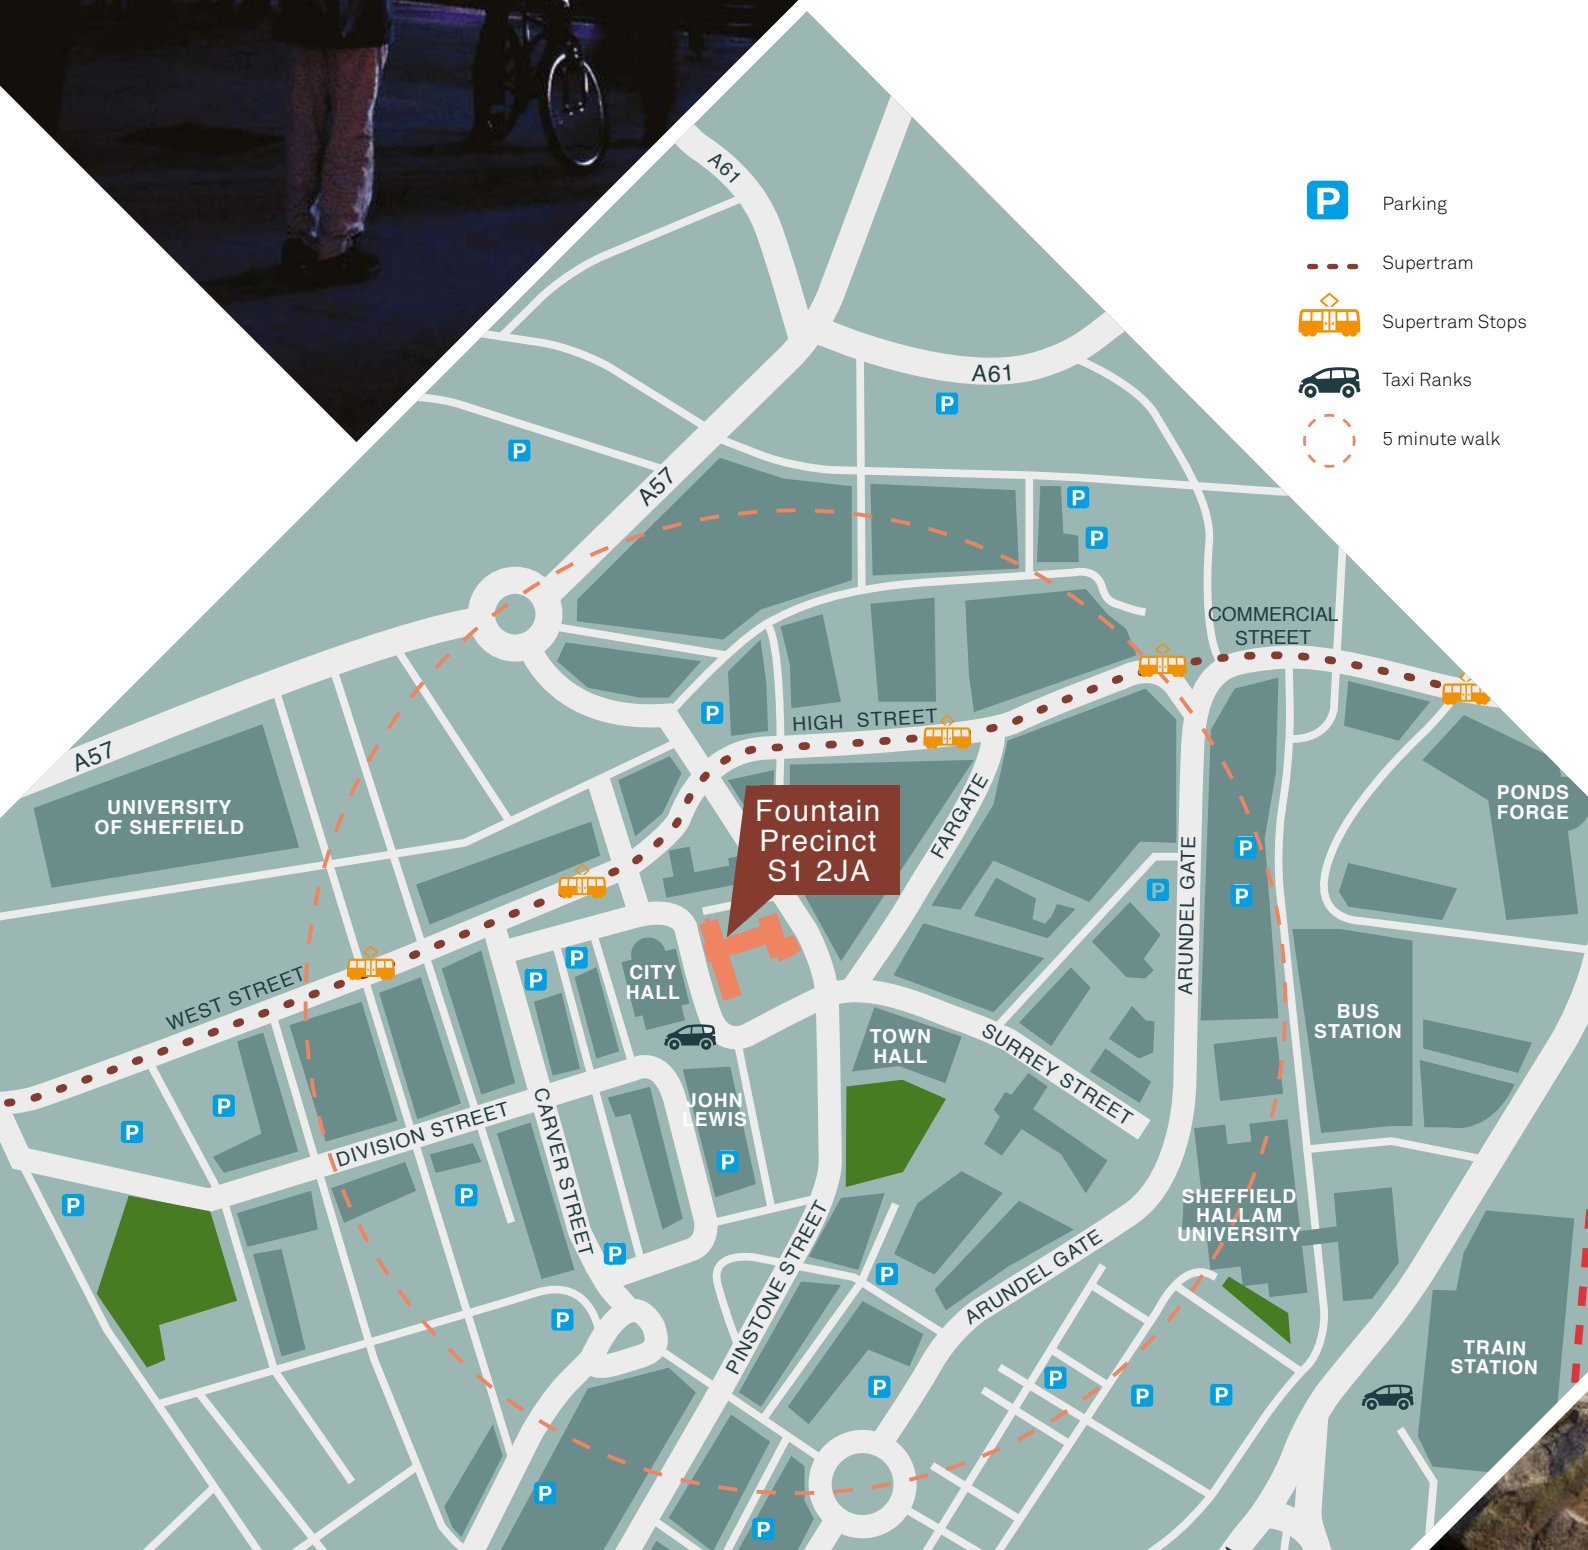 A61
P
Parking
Supertram
Supertram Stops
Taxi Ranks
5 minute walk
A61
P
P
A57
P
P
COMMERCIAL
STREET
P
HIGH STREET
A57
UNIVERSITY
OF SHEFFIELD
Fountain
Precinct
S1 2JA
FARGATE
PONDS
FORGE
P
P
P
ARUNDEL GATE
WEST STREET
P
P
CITY
HALL
BUS
STATION
TOWN
HALL
SURREY STREET
P
P
JOHN
LEWIS
P
DIVISION STREET
CARVER STREET
P
P
P
SHEFFIELD
HALLAM
UNIVERSITY
PINSTONE STREET
P
ARUNDEL GATE
P
TRAIN
STATION
P
P
P
P
P
P